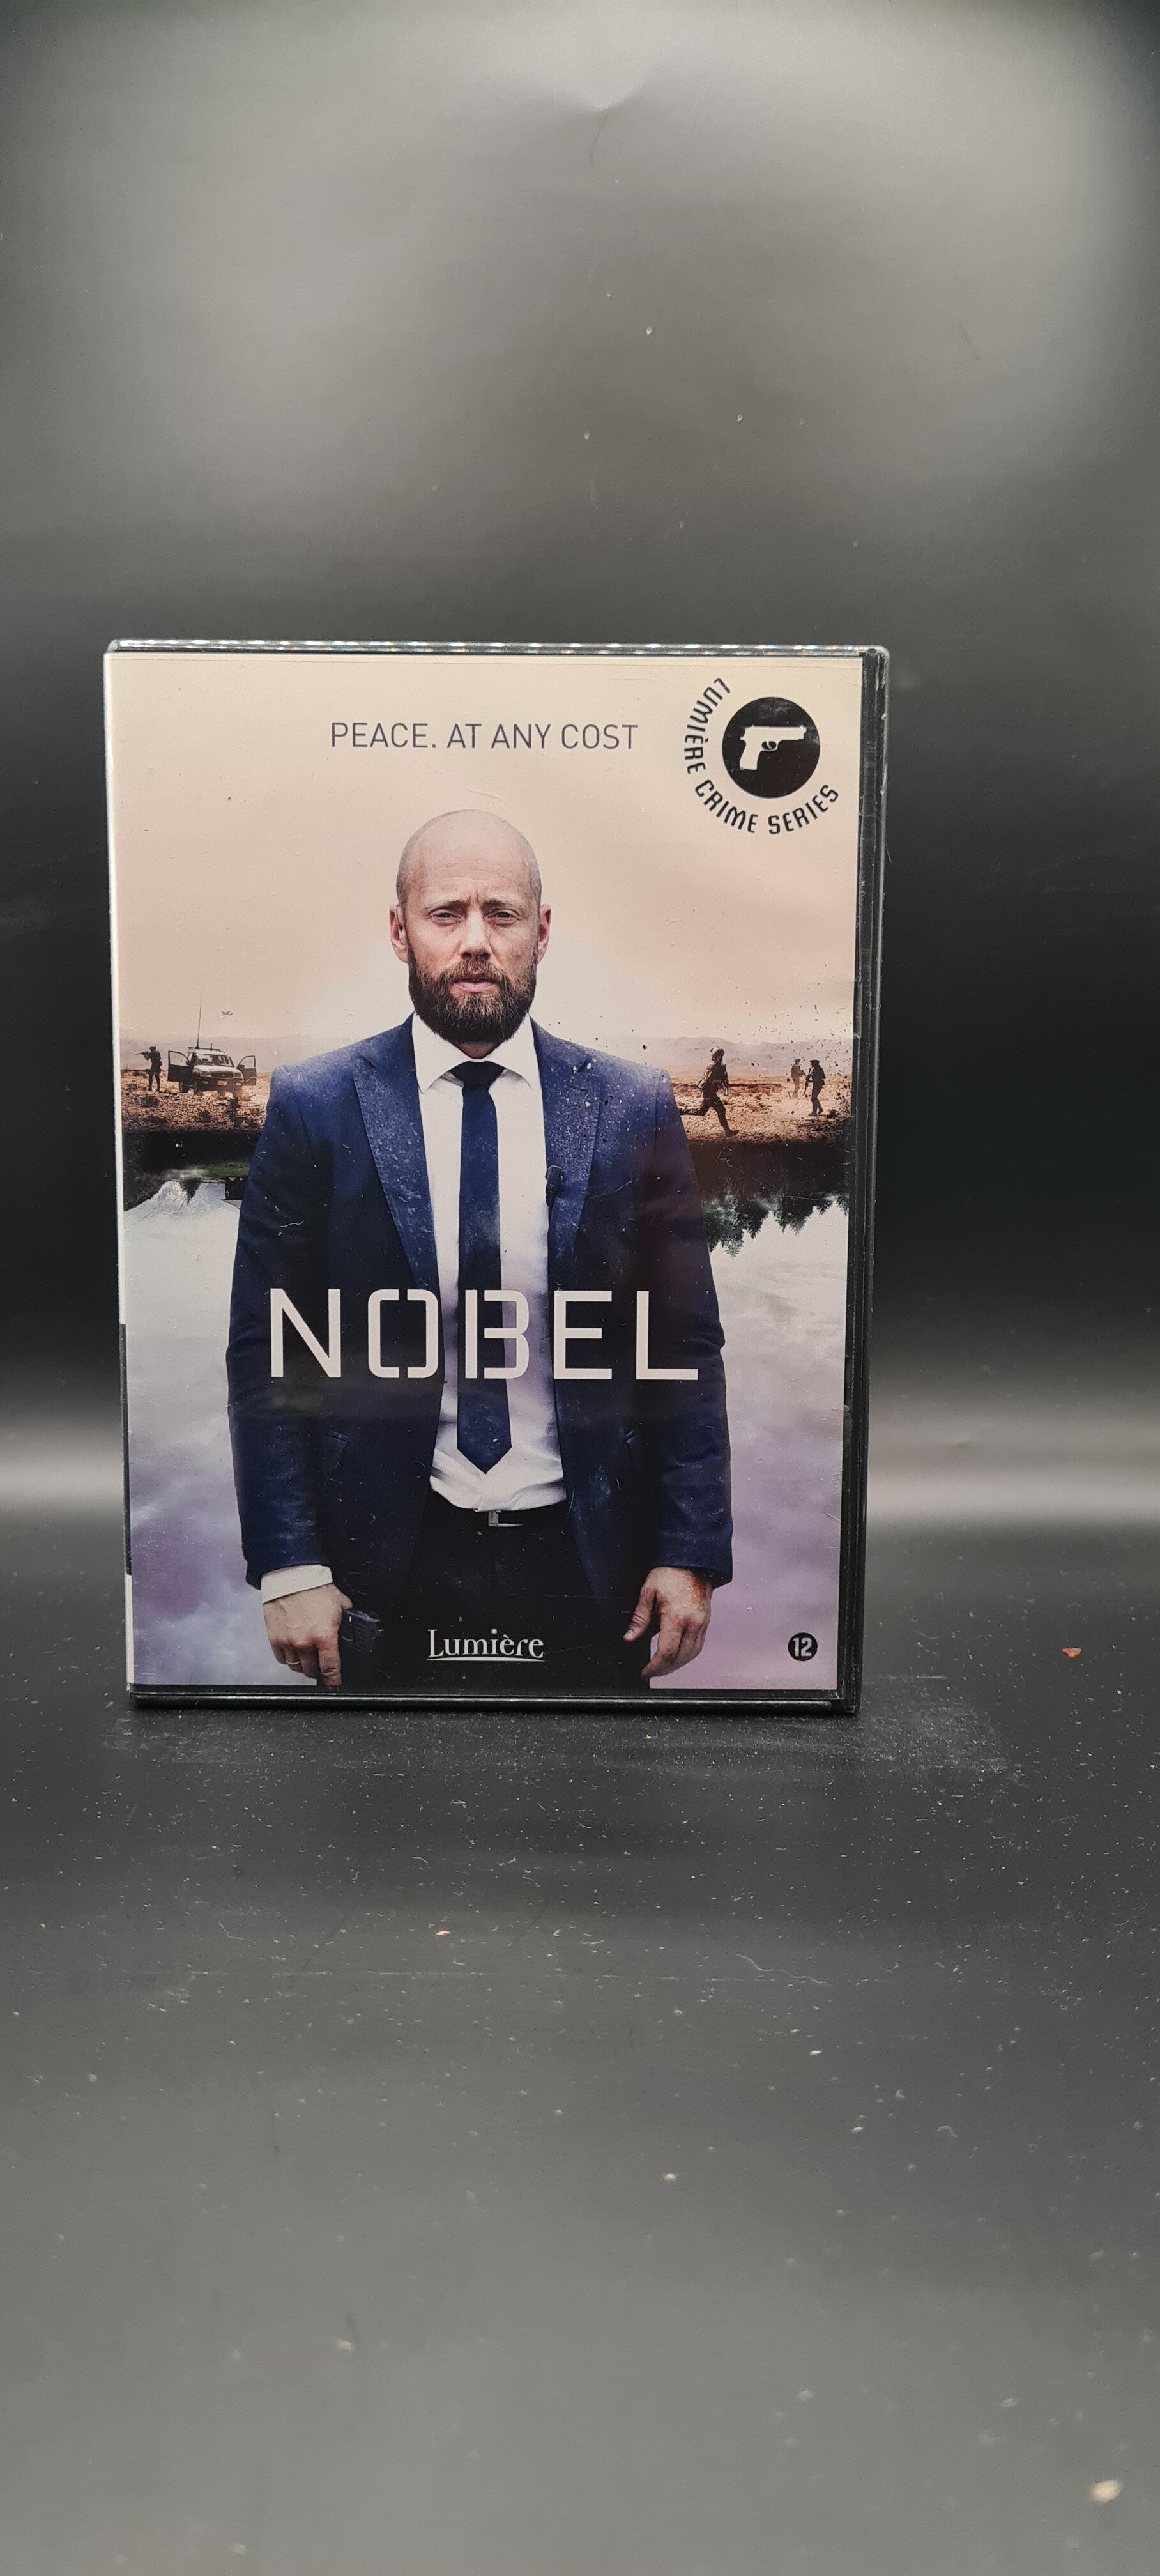 PEACE. AT ANY COST
LUMIÈRE CRIME SERIES
NOBEL
Lumière
12